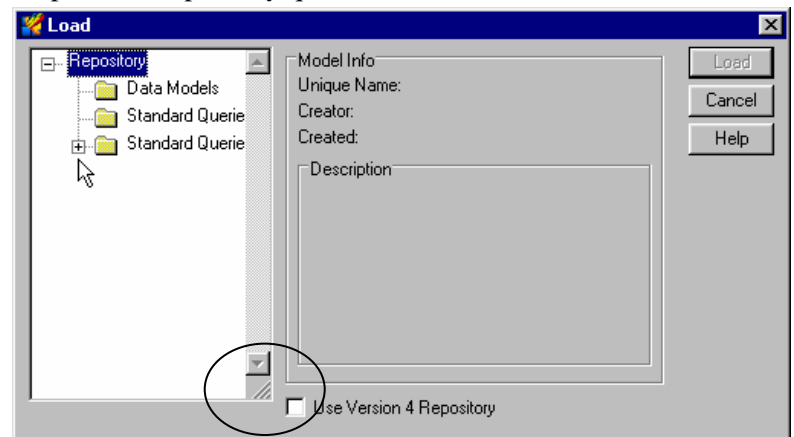 Load
Repository
Data Models
Standard Querie
Standard Querie
Model Info
Unique Name:
Creator:
Created:
Description
Load
Cancel
Help
Use Version 4 Repository